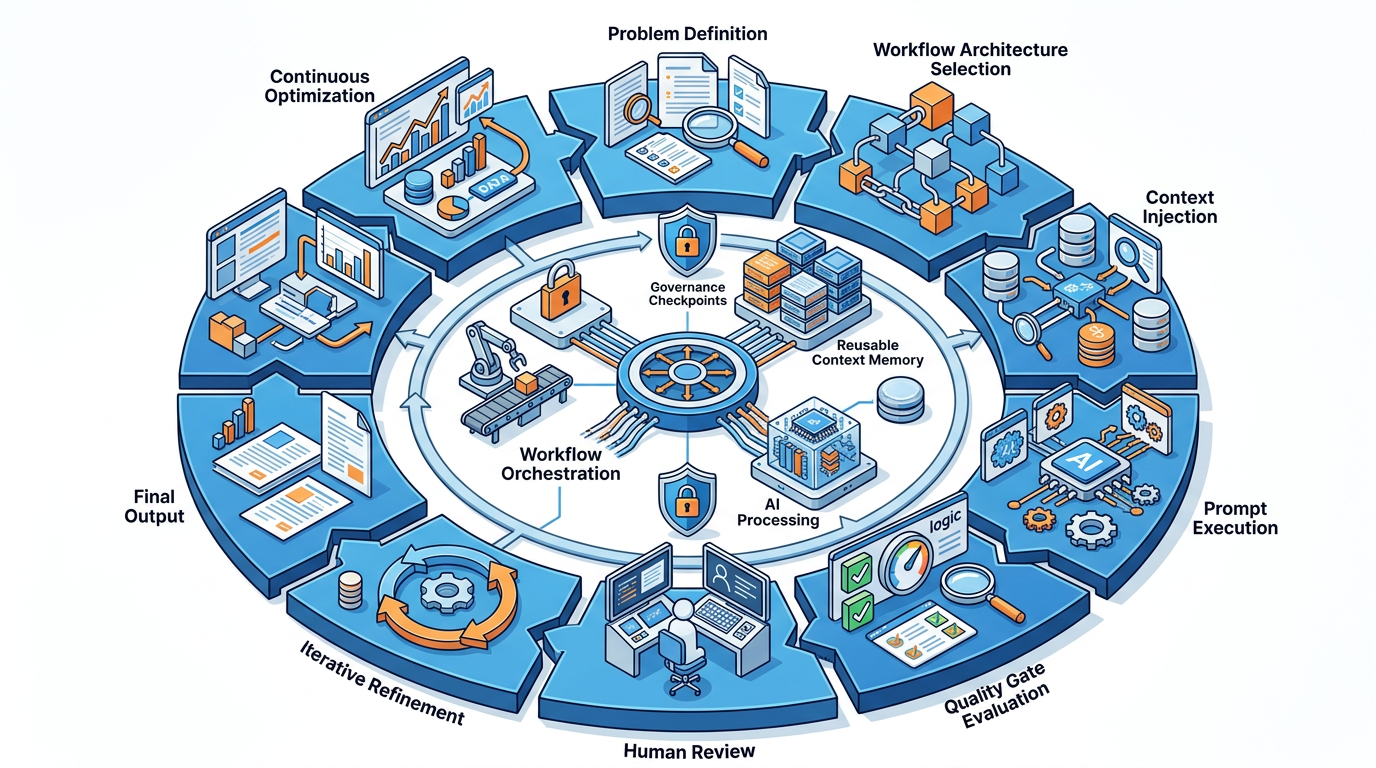 Problem Definition
Workflow Architecture
Selection
Continuous
Optimization
DATA
Context
Injection
Governance
Checkpoints
Reusable
Context Memory
Workflow
Orchestration
AI
Processing
AI
Final
Output
Prompt
Execution
logic
Iterative Refinement
Quality Gate
Evaluation
Human Review